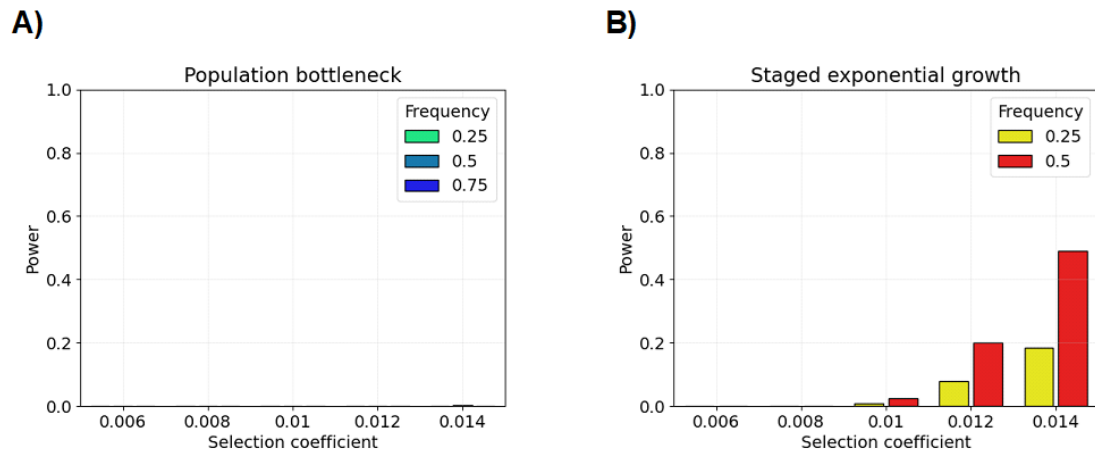 A)
Population bottleneck
1.0
0.8
0.6
0.4
0.2
0.0
Power
Frequency
0.25
0.5
0.75
0.006 0.008 0.01 0.012 0.014
Selection coefficient
B)
Staged exponential growth
1.0
0.8
0.6
0.4
0.2
0.0
Power
Frequency
0.25
0.5
0.006 0.008 0.01 0.012 0.014
Selection coefficient